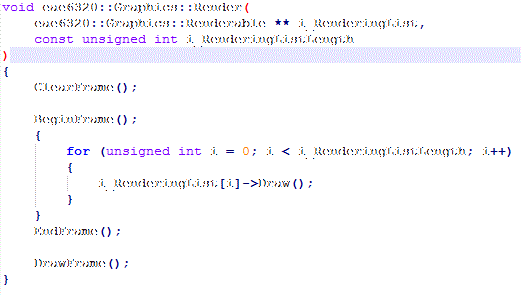 void eae6320::Graphics::Render(
eae6320::Graphics::Renderable ** i_RenderingList,
const unsigned int i_RenderingListLength
)
{
ClearFrame();
BeginFrame();
{
for (unsigned int i = 0; i < i_RenderingListLength; i++)
{
i_RenderingList[i]->Draw();
}
}
EndFrame();
DrawFrame();
}